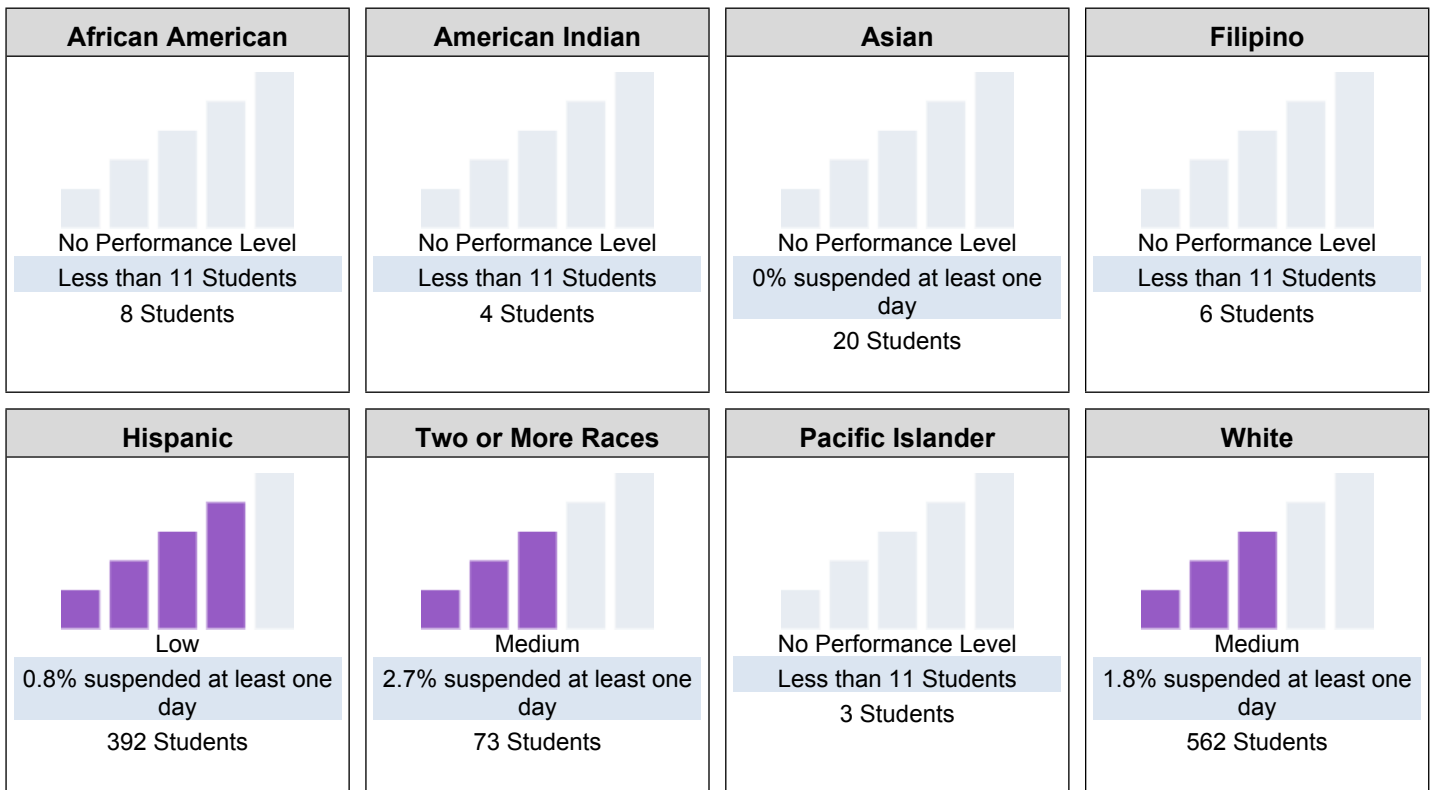 African American
No Performance Level
Less than 11 Students
8 Students
American Indian
No Performance Level
Less than 11 Students
4 Students
Asian
No Performance Level
0% suspended at least one
day
20 Students
Filipino
No Performance Level
Less than 11 Students
6 Students
Hispanic
Low
0.8% suspended at least one
day
392 Students
Two or More Races
Medium
2.7% suspended at least one
day
73 Students
Pacific Islander
No Performance Level
Less than 11 Students
3 Students
White
Medium
1.8% suspended at least one
day
562 Students